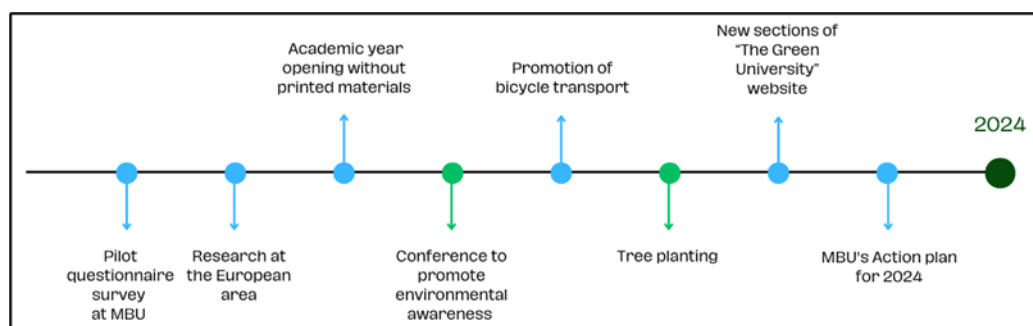 Academic year
opening without
printed materials
Promotion of
bicycle transport
New sections of
"The Green
University"
website
2024
Pilot
questionnaire
survey
at MBU
Research at
the European
area
Conference to
promote
environmental
awareness
Tree planting
MBU's Action plan
for 2024